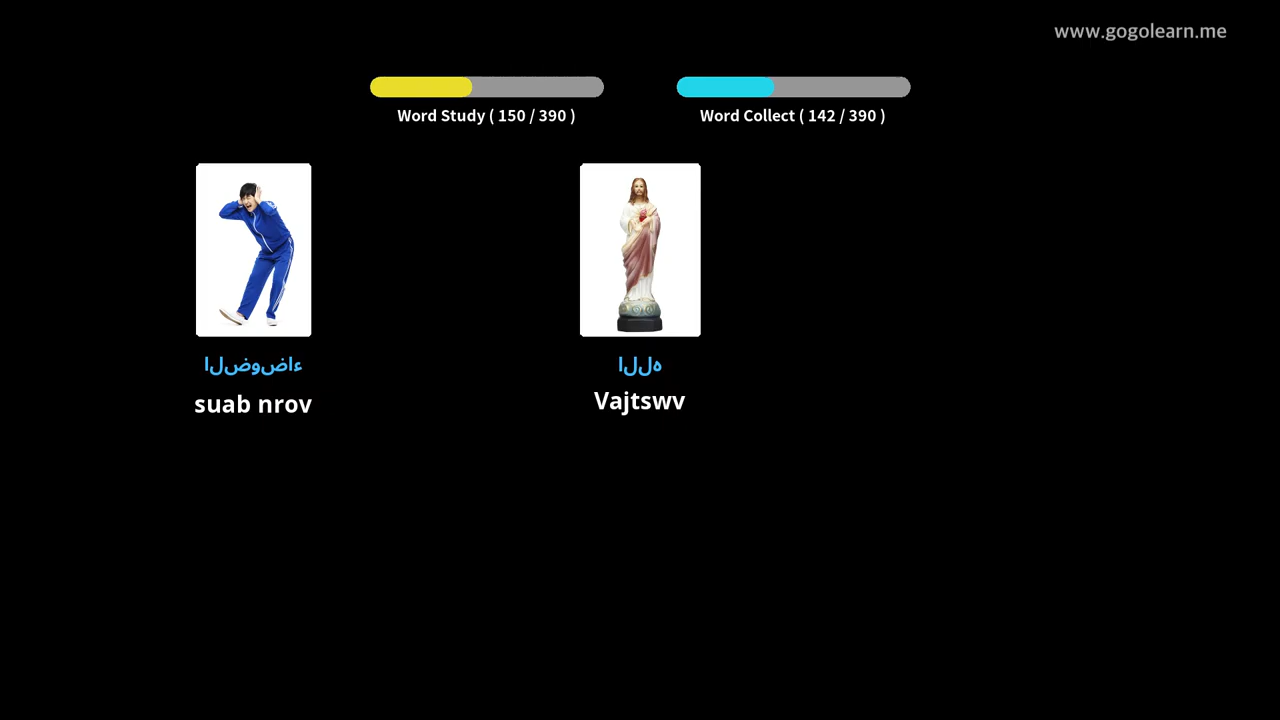 www.gogolearn.me
Word Study ( 150 / 390 )
Word Collect ( 142 / 390 )
الضوضاء
suab nrov
الله
Vajtswv